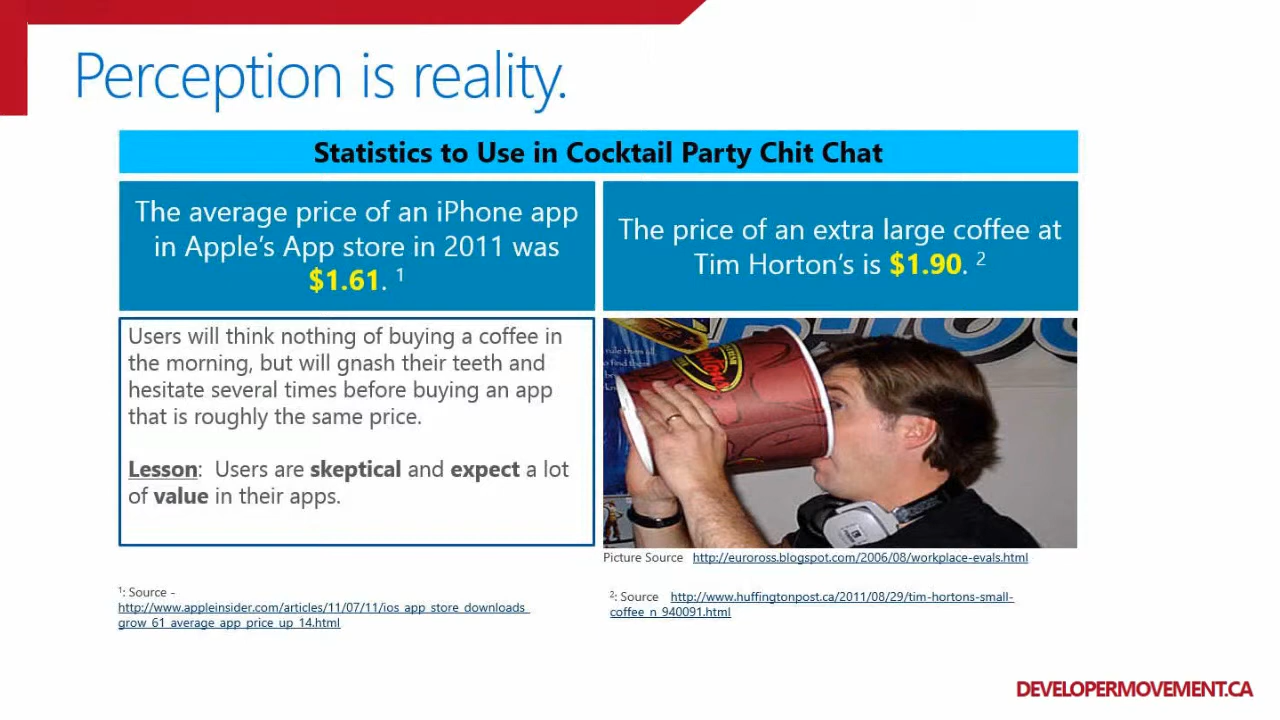 Perception is reality.
Statistics to Use in Cocktail Party Chit Chat
The average price of an iPhone app
in Apple's App store in 2011 was
$1.61. ¹
The price of an extra large coffee at
Tim Horton's is $1.90. ²
Users will think nothing of buying a coffee in
the morning, but will gnash their teeth and
hesitate several times before buying an app
that is roughly the same price.
Lesson:  Users are skeptical and expect a lot
of value in their apps.
Picture Source   http://euroross.blogspot.com/2006/08/workplace-evals.html
¹: Source -
http://www.appleinsider.com/articles/11/07/11/ios_app_store_downloads_
grow_61_average_app_price_up_14.html
²: Source   http://www.huffingtonpost.ca/2011/08/29/tim-hortons-small-
coffee_n_940091.html
DEVELOPERMOVEMENT.CA